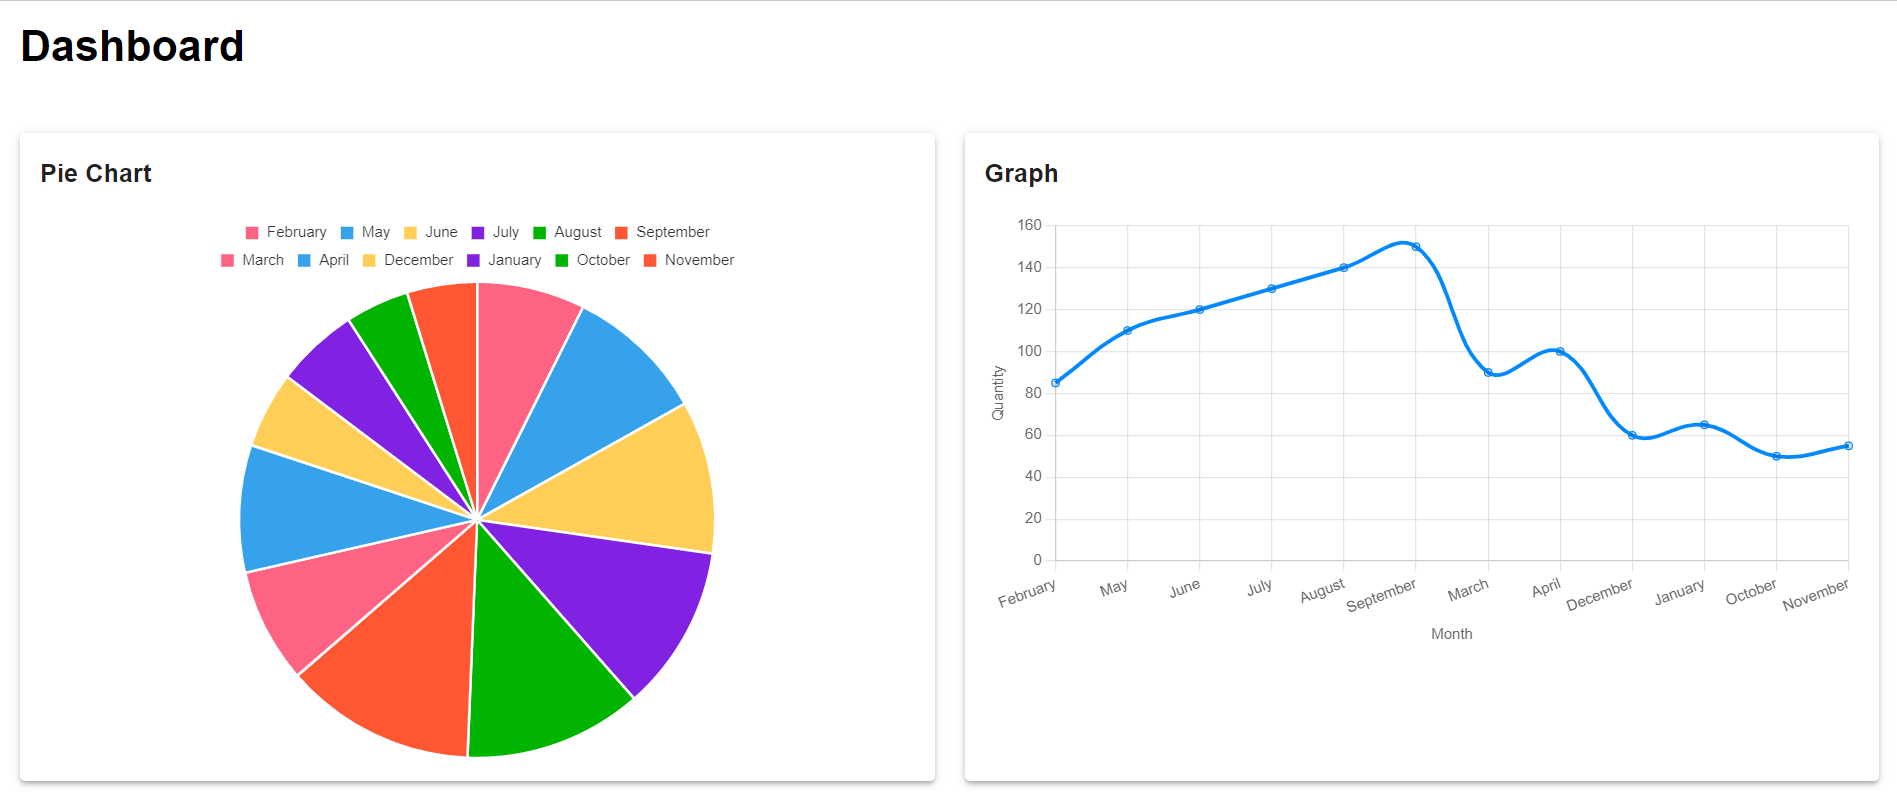 Dashboard
Pie Chart
February May June July August September
March April December January October November
Graph
160
140
120
100
80
60
40
20
0
Quantity
February May June July August September March April December January October November
Month